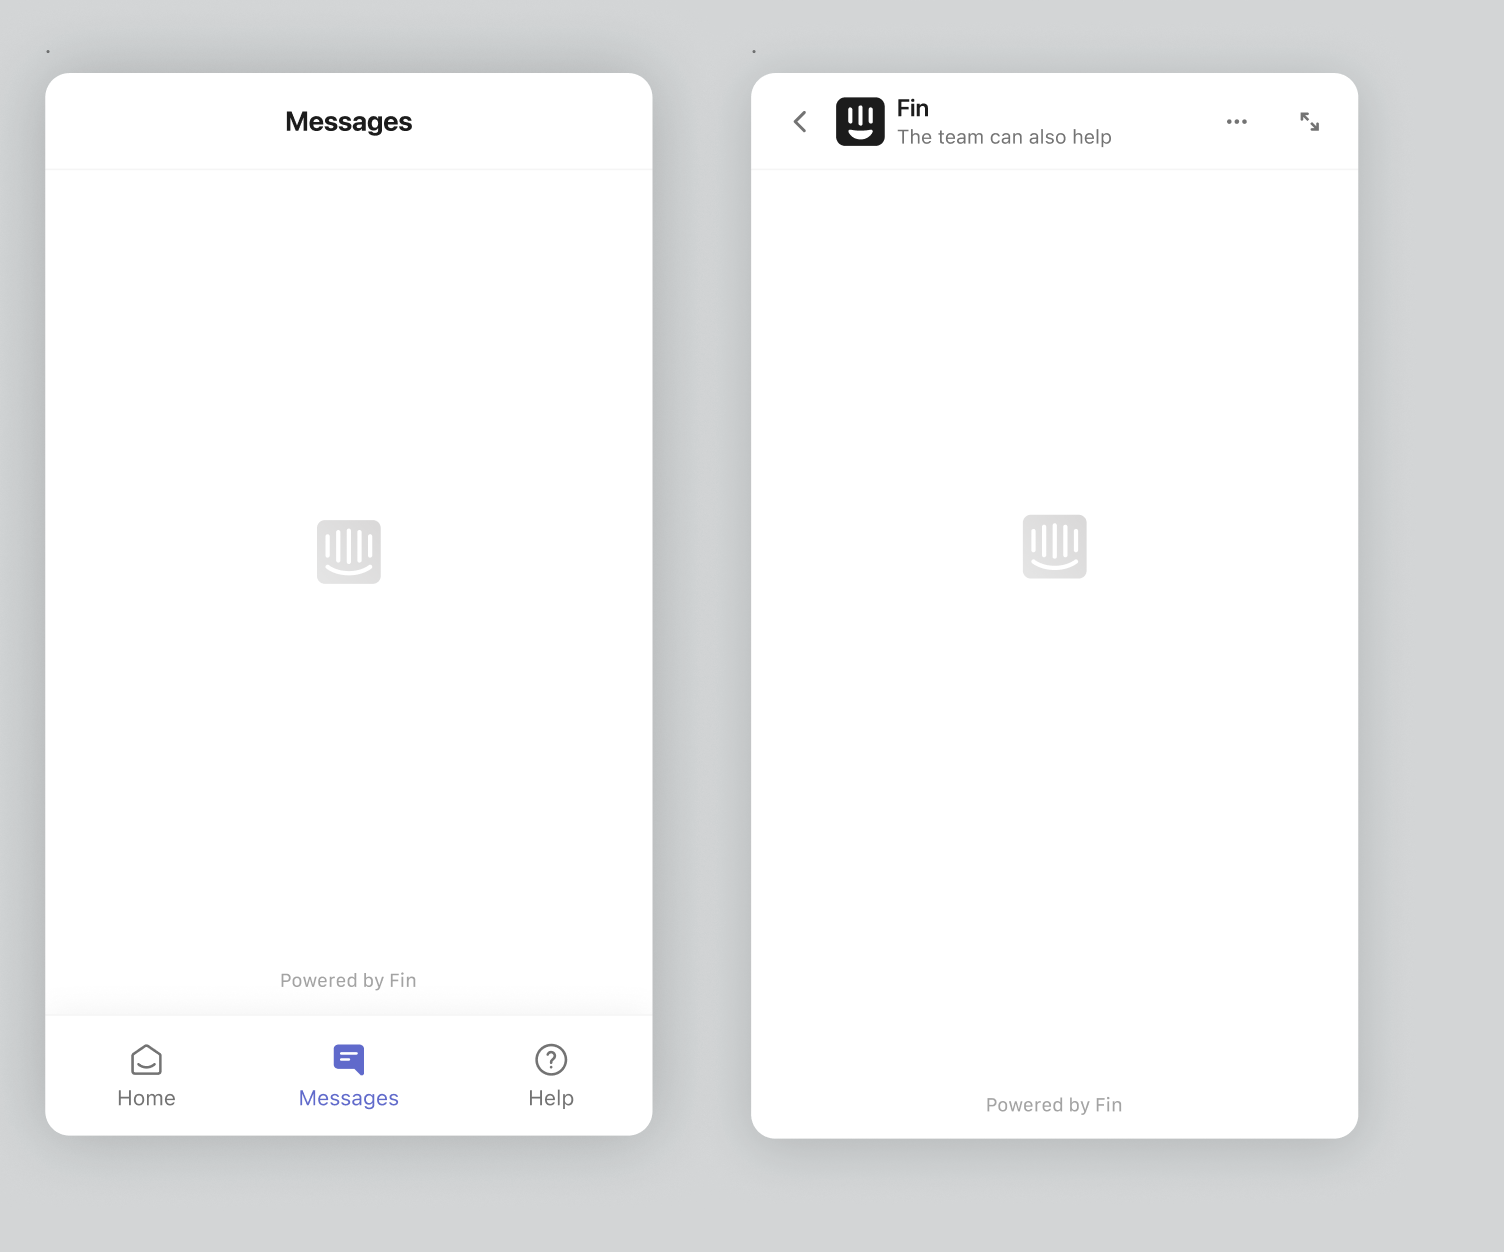 Messages
Powered by Fin
Home
Messages
Help
Fin
The team can also help
Powered by Fin